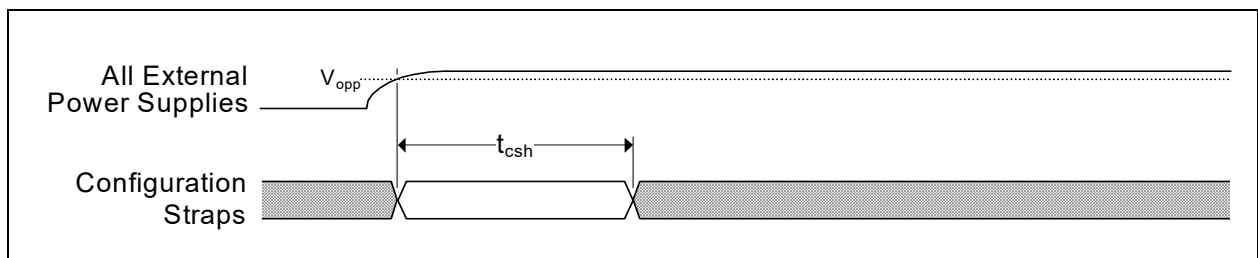 All External
Power Supplies
Vopp
tcsh
Configuration
Straps